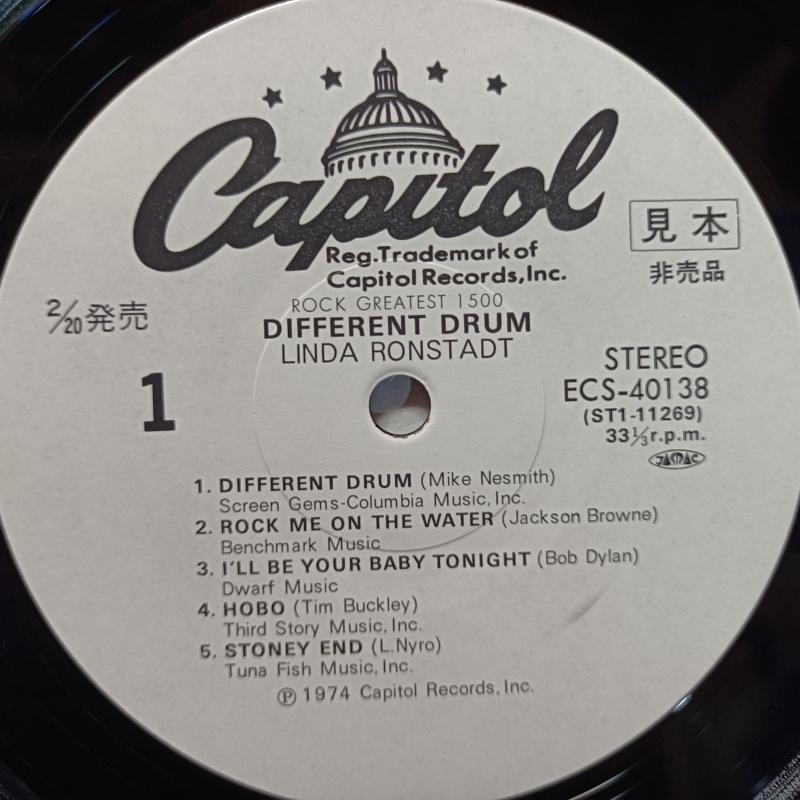 Capitol
Reg.Trademark of
Capitol Records,Inc.
見本
非売品
ROCK GREATEST 1500
DIFFERENT DRUM
LINDA RONSTADT
2/20発売
1
STEREO
ECS-40138
(ST1-11269)
33⅓r.p.m.
JASRAC
1. DIFFERENT DRUM (Mike Nesmith)
Screen Gems-Columbia Music, Inc.
2. ROCK ME ON THE WATER (Jackson Browne)
Benchmark Music
3. I'LL BE YOUR BABY TONIGHT (Bob Dylan)
Dwarf Music
4. HOBO (Tim Buckley)
Third Story Music, Inc.
5. STONEY END (L.Nyro)
Tuna Fish Music, Inc.
℗ 1974 Capitol Records, Inc.